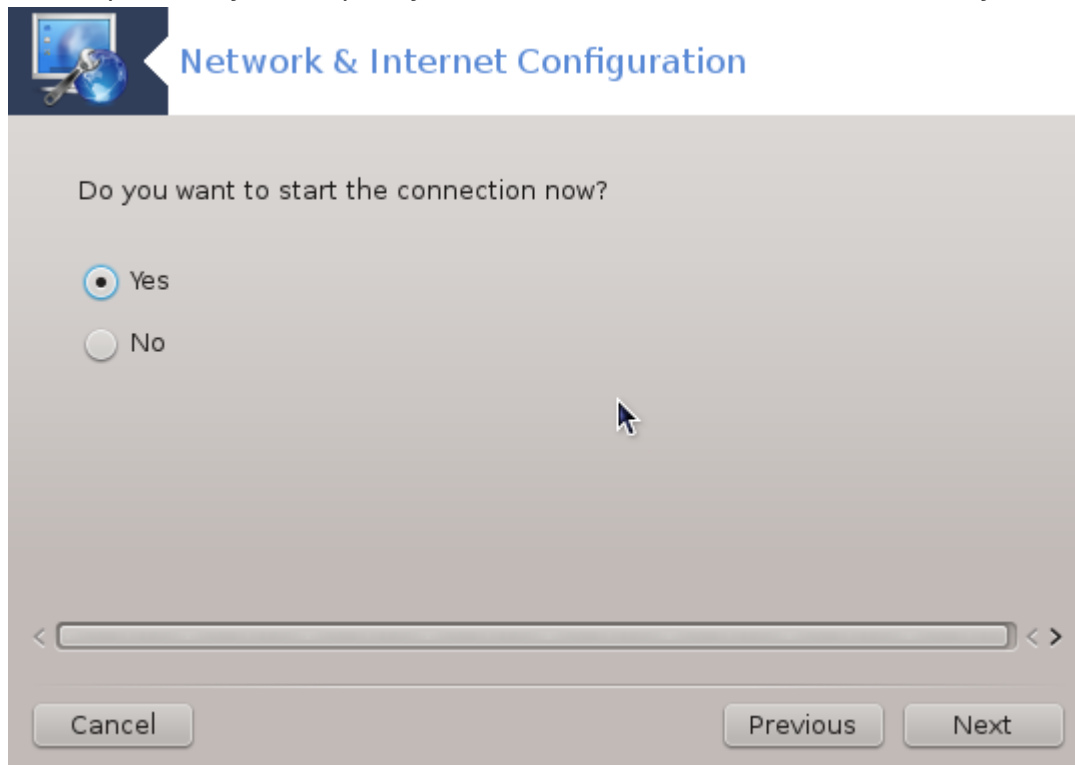 Network & Internet Configuration
Do you want to start the connection now?
Yes
No
Cancel
Previous
Next